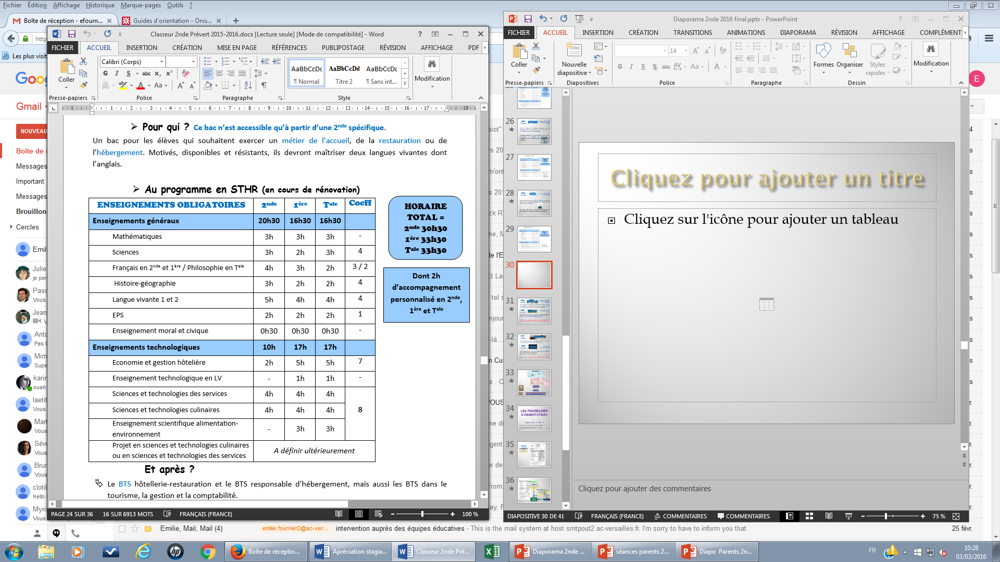 Fichier Édition Affichage Historique Marque-pages Outils ?
Boîte de réception - efourn... × Guides d'orientation - Onis... × +
Les plus visit
Goog
Gmail
NOUVEAU
Boîte de r
Messages
Important
Messages
Brouillons
Cercles
Emil
Julie
je per
Pasc
Vous
Jean
Anto
Pas t
Mim
Supe
karin
ouah
laetit
Vous
Mart
Vous
Séve
Vous
Brun
Vous
clotil
Hello
Myria
Vous
Classeur 2nde Prévert 2015-2016.docx [Lecture seule] [Mode de compatibilité] - Word
FICHIER ACCUEIL INSERTION CRÉATION MISE EN PAGE RÉFÉRENCES PUBLIPOSTAGE RÉVISION AFFICHAGE PDF
Calibri (Corps)
Coller
G I S abc x₂ x²
AaBbCcDc AaBbCcDd AaBbCcDc
¶ Normal Titre 2 ¶ Sans int...
Modification
Presse-papiers Police Paragraphe Style
Pour qui ? Ce bac n'est accessible qu'à partir d'une 2nde spécifique.
Un bac pour les élèves qui souhaitent exercer un métier de l'accueil, de la restauration ou de
l'hébergement. Motivés, disponibles et résistants, ils devront maîtriser deux langues vivantes dont
l'anglais.
Au programme en STHR (en cours de rénovation)
ENSEIGNEMENTS OBLIGATOIRES 2nde 1ère Tale Coeff
Enseignements généraux 20h30 16h30 16h30
Mathématiques 3h 3h 3h -
Sciences 3h 2h 3h 4
Français en 2nde et 1ère / Philosophie en Tale 4h 3h 2h 3 / 2
Histoire-géographie 3h 2h 2h 4
Langue vivante 1 et 2 5h 4h 4h 4
EPS 2h 2h 2h 1
Enseignement moral et civique 0h30 0h30 0h30 -
Enseignements technologiques 10h 17h 17h
Economie et gestion hôtelière 2h 5h 5h 7
Enseignement technologique en LV - 1h 1h -
Sciences et technologies des services 4h 4h 4h
Sciences et technologies culinaires 4h 4h 4h 8
Enseignement scientifique alimentation-
environnement - 3h 3h
Projet en sciences et technologies culinaires
ou en sciences et technologies des services A définir ultérieurement
HORAIRE
TOTAL =
2nde 30h30
1ère 33h30
Tale 33h30
Dont 2h
d'accompagnement
personnalisé en 2nde,
1ère et Tale
Et après ?
Le BTS hôtellerie-restauration et le BTS responsable d'hébergement, mais aussi les BTS dans le
tourisme, la gestion et la comptabilité.
PAGE 24 SUR 36 16 SUR 6913 MOTS FRANÇAIS (FRANCE) 100 %
Diaporama 2nde 2016 final.pptx - PowerPoint
FICHIER ACCUEIL INSERTION CRÉATION TRANSITIONS ANIMATIONS DIAPORAMA RÉVISION AFFICHAGE COMPLÉMENT
Coller
Nouvelle
diapositive
14
G I S S abc AV Aa A
Formes Organiser Styles
rapides
Modification
Presse-papiers Diapositives Police Paragraphe Dessin
26
STMG
27
28
STL
29
30
31
32
33
34
LES PROCEDURES
D'ORIENTATION
35
36
Cliquez pour ajouter un titre
Cliquez sur l'icône pour ajouter un tableau
Cliquez pour ajouter des commentaires
DIAPOSITIVE 30 DE 41 FRANÇAIS (FRANCE) COMMENTAIRES COMMENTAIRES 75 %
E
Emilie, Mail, Mail (4) emilie.fournier2@ac-ver... intervention auprès des équipes éducatives - This is the mail system at host smtpout2.ac-versailles.fr. I'm sorry to have to inform you that 25 févr.
Boîte de réceptio... Apréciation stagia... Classeur 2nde Pré... Diaporama 2nde ... séances parents 2... Diapo Parents 2n...
FR
10:28
03/03/2016